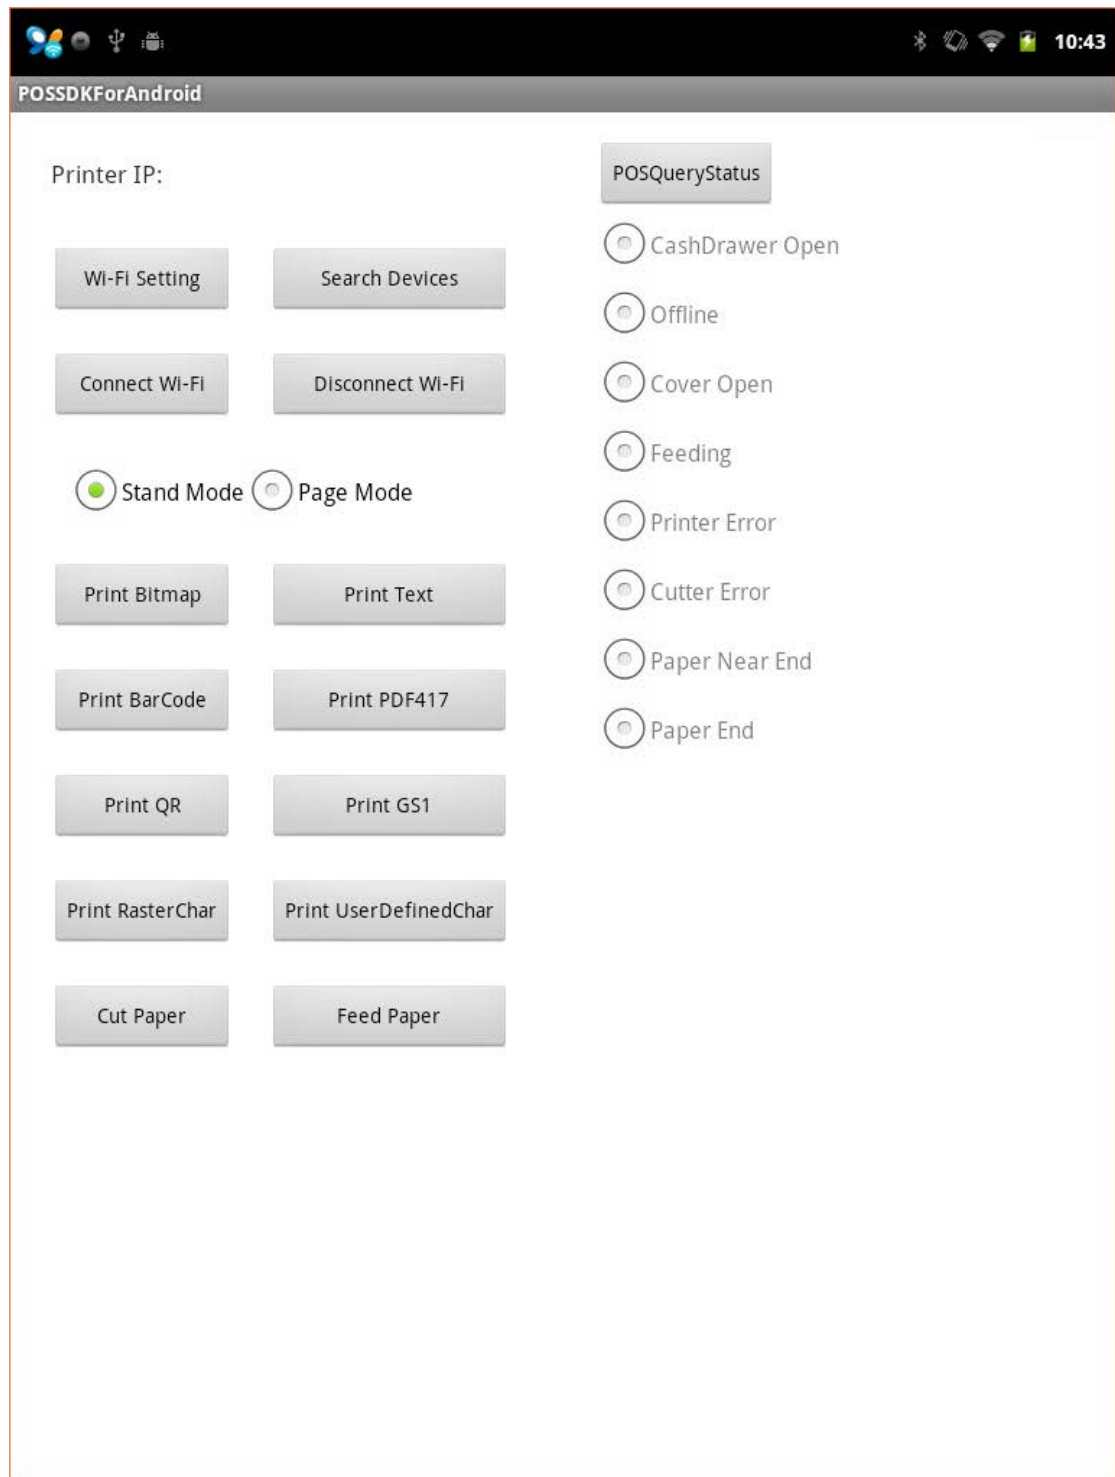 10:43
POSSDKForAndroid
Printer IP:
Wi-Fi Setting Search Devices
Connect Wi-Fi Disconnect Wi-Fi
Stand Mode Page Mode
Print Bitmap Print Text
Print BarCode Print PDF417
Print QR Print GS1
Print RasterChar Print UserDefinedChar
Cut Paper Feed Paper
POSQueryStatus
CashDrawer Open
Offline
Cover Open
Feeding
Printer Error
Cutter Error
Paper Near End
Paper End